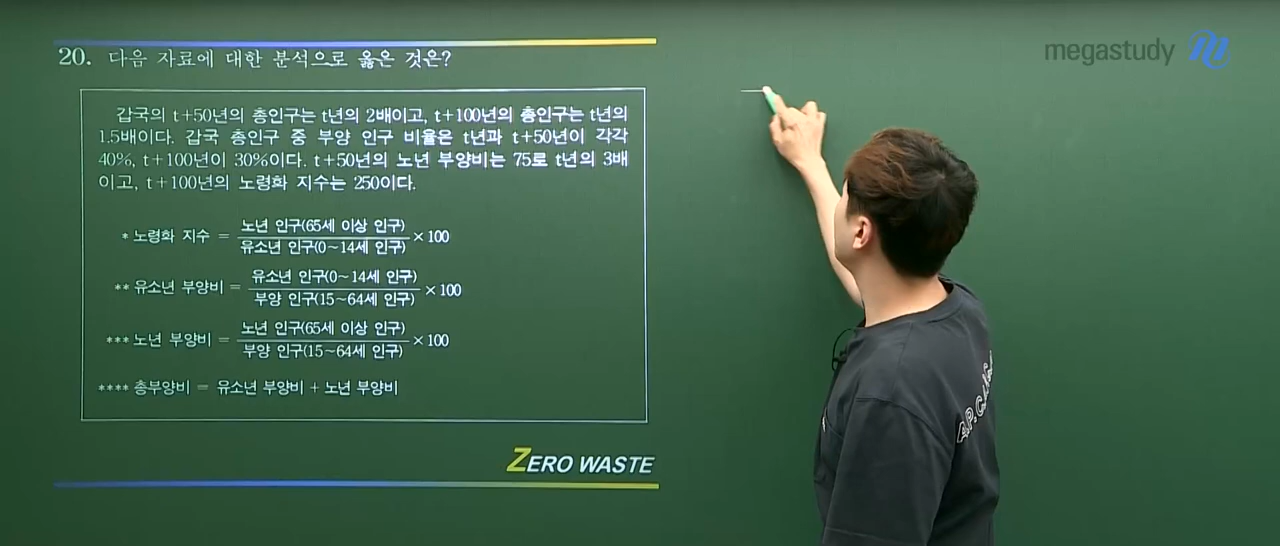 megastudy
20. 다음 자료에 대한 분석으로 옳은 것은?
갑국의 t+50년의 총인구는 t년의 2배이고, t+100년의 총인구는 t년의
1.5배이다. 갑국 총인구 중 부양 인구 비율은 t년과 t+50년이 각각
40%, t+100년이 30%이다. t+50년의 노년 부양비는 75로 t년의 3배
이고, t+100년의 노령화 지수는 250이다.
* 노령화 지수 = 노년 인구(65세 이상 인구) / 유소년 인구(0~14세 인구) ×100
** 유소년 부양비 = 유소년 인구(0~14세 인구) / 부양 인구(15~64세 인구) ×100
*** 노년 부양비 = 노년 인구(65세 이상 인구) / 부양 인구(15~64세 인구) ×100
**** 총부양비 = 유소년 부양비 + 노년 부양비
ZERO WASTE